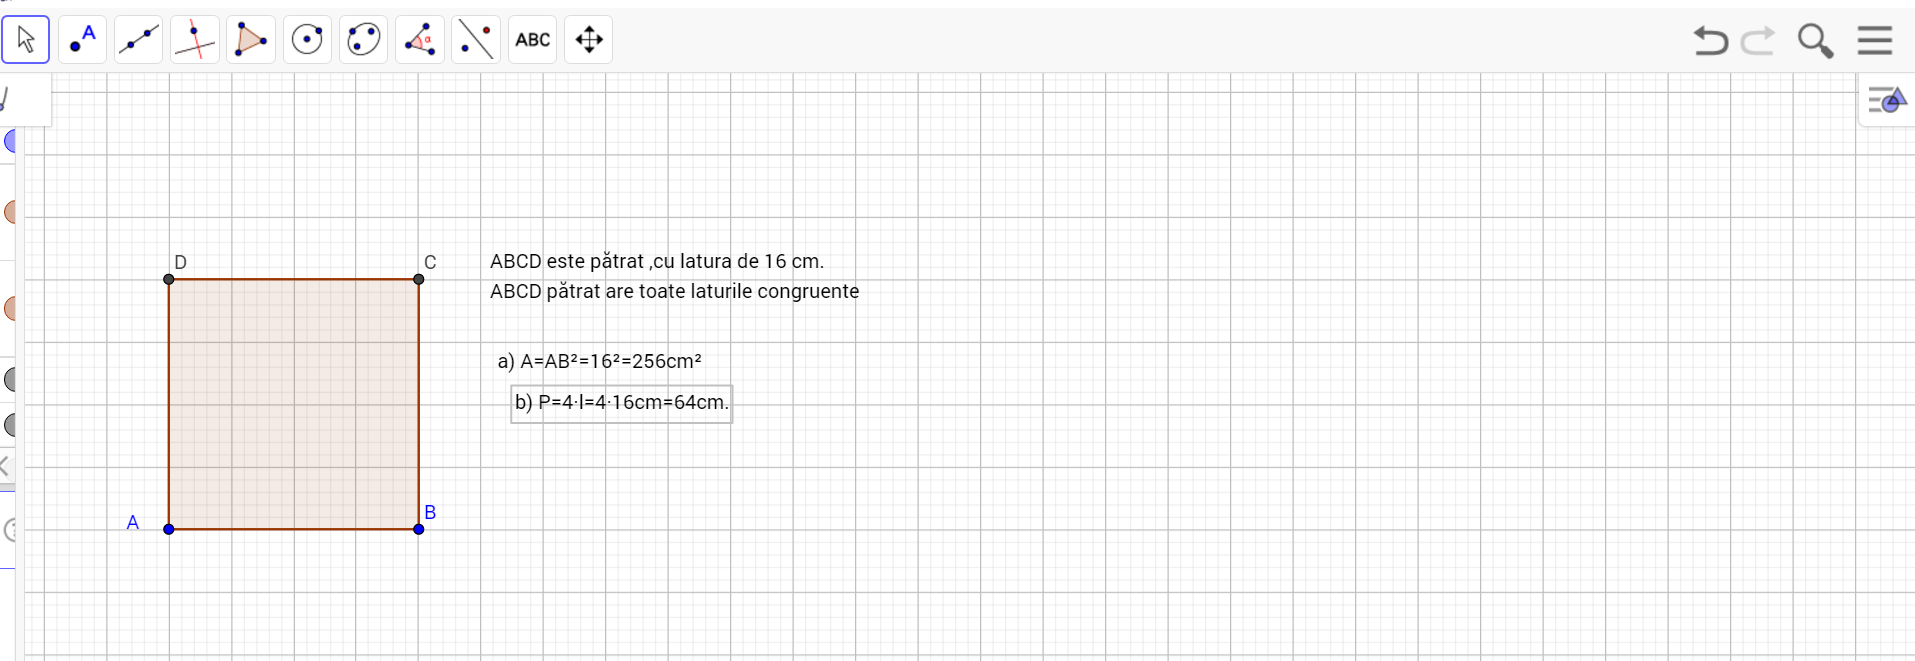 A
α
ABC
D
C
ABCD este pătrat ,cu latura de 16 cm.
ABCD pătrat are toate laturile congruente
a) A=AB²=16²=256cm²
b) P=4·l=4·16cm=64cm.
A
B